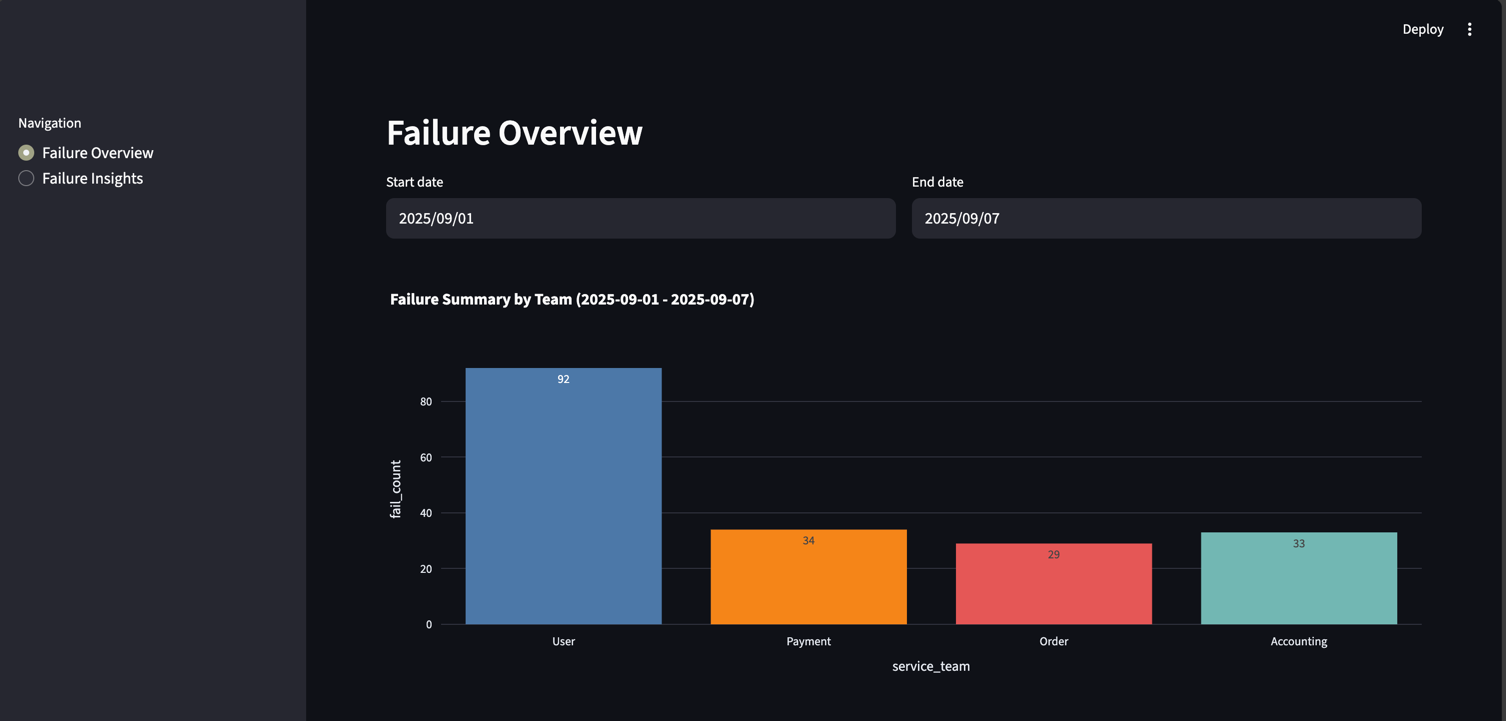 Deploy
Navigation
Failure Overview
Failure Insights
Failure Overview
Start date
End date
2025/09/01
2025/09/07
Failure Summary by Team (2025-09-01 - 2025-09-07)
92
80
60
fail_count
40
34
33
29
20
0
User
Payment
Order
Accounting
service_team